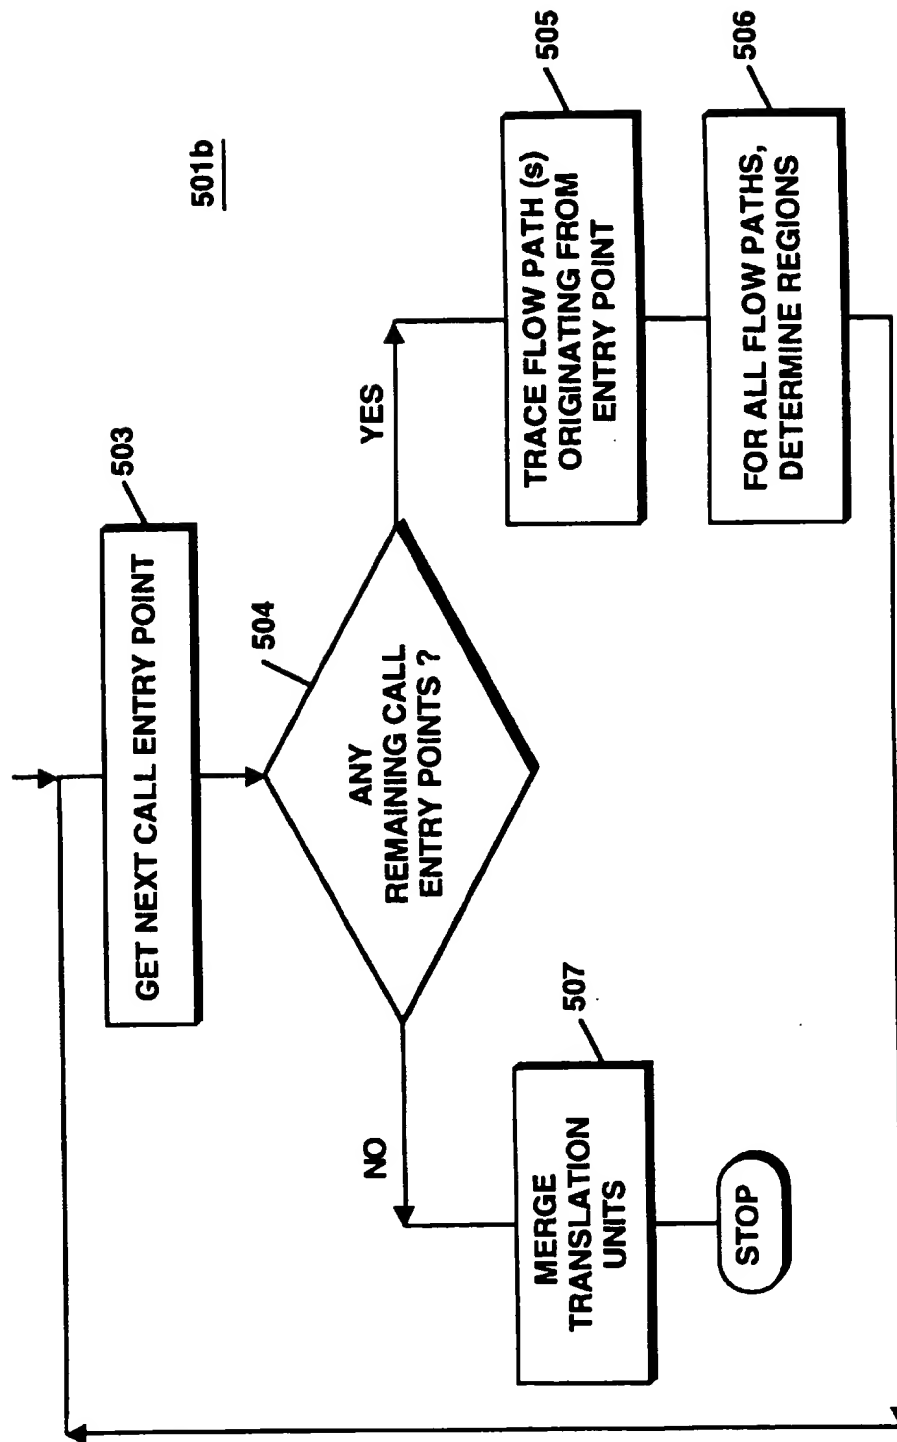 501b
503
GET NEXT CALL ENTRY POINT
504
ANY
REMAINING CALL
ENTRY POINTS ?
YES
NO
505
TRACE FLOW PATH (s)
ORIGINATING FROM
ENTRY POINT
506
FOR ALL FLOW PATHS,
DETERMINE REGIONS
507
MERGE
TRANSLATION
UNITS
STOP